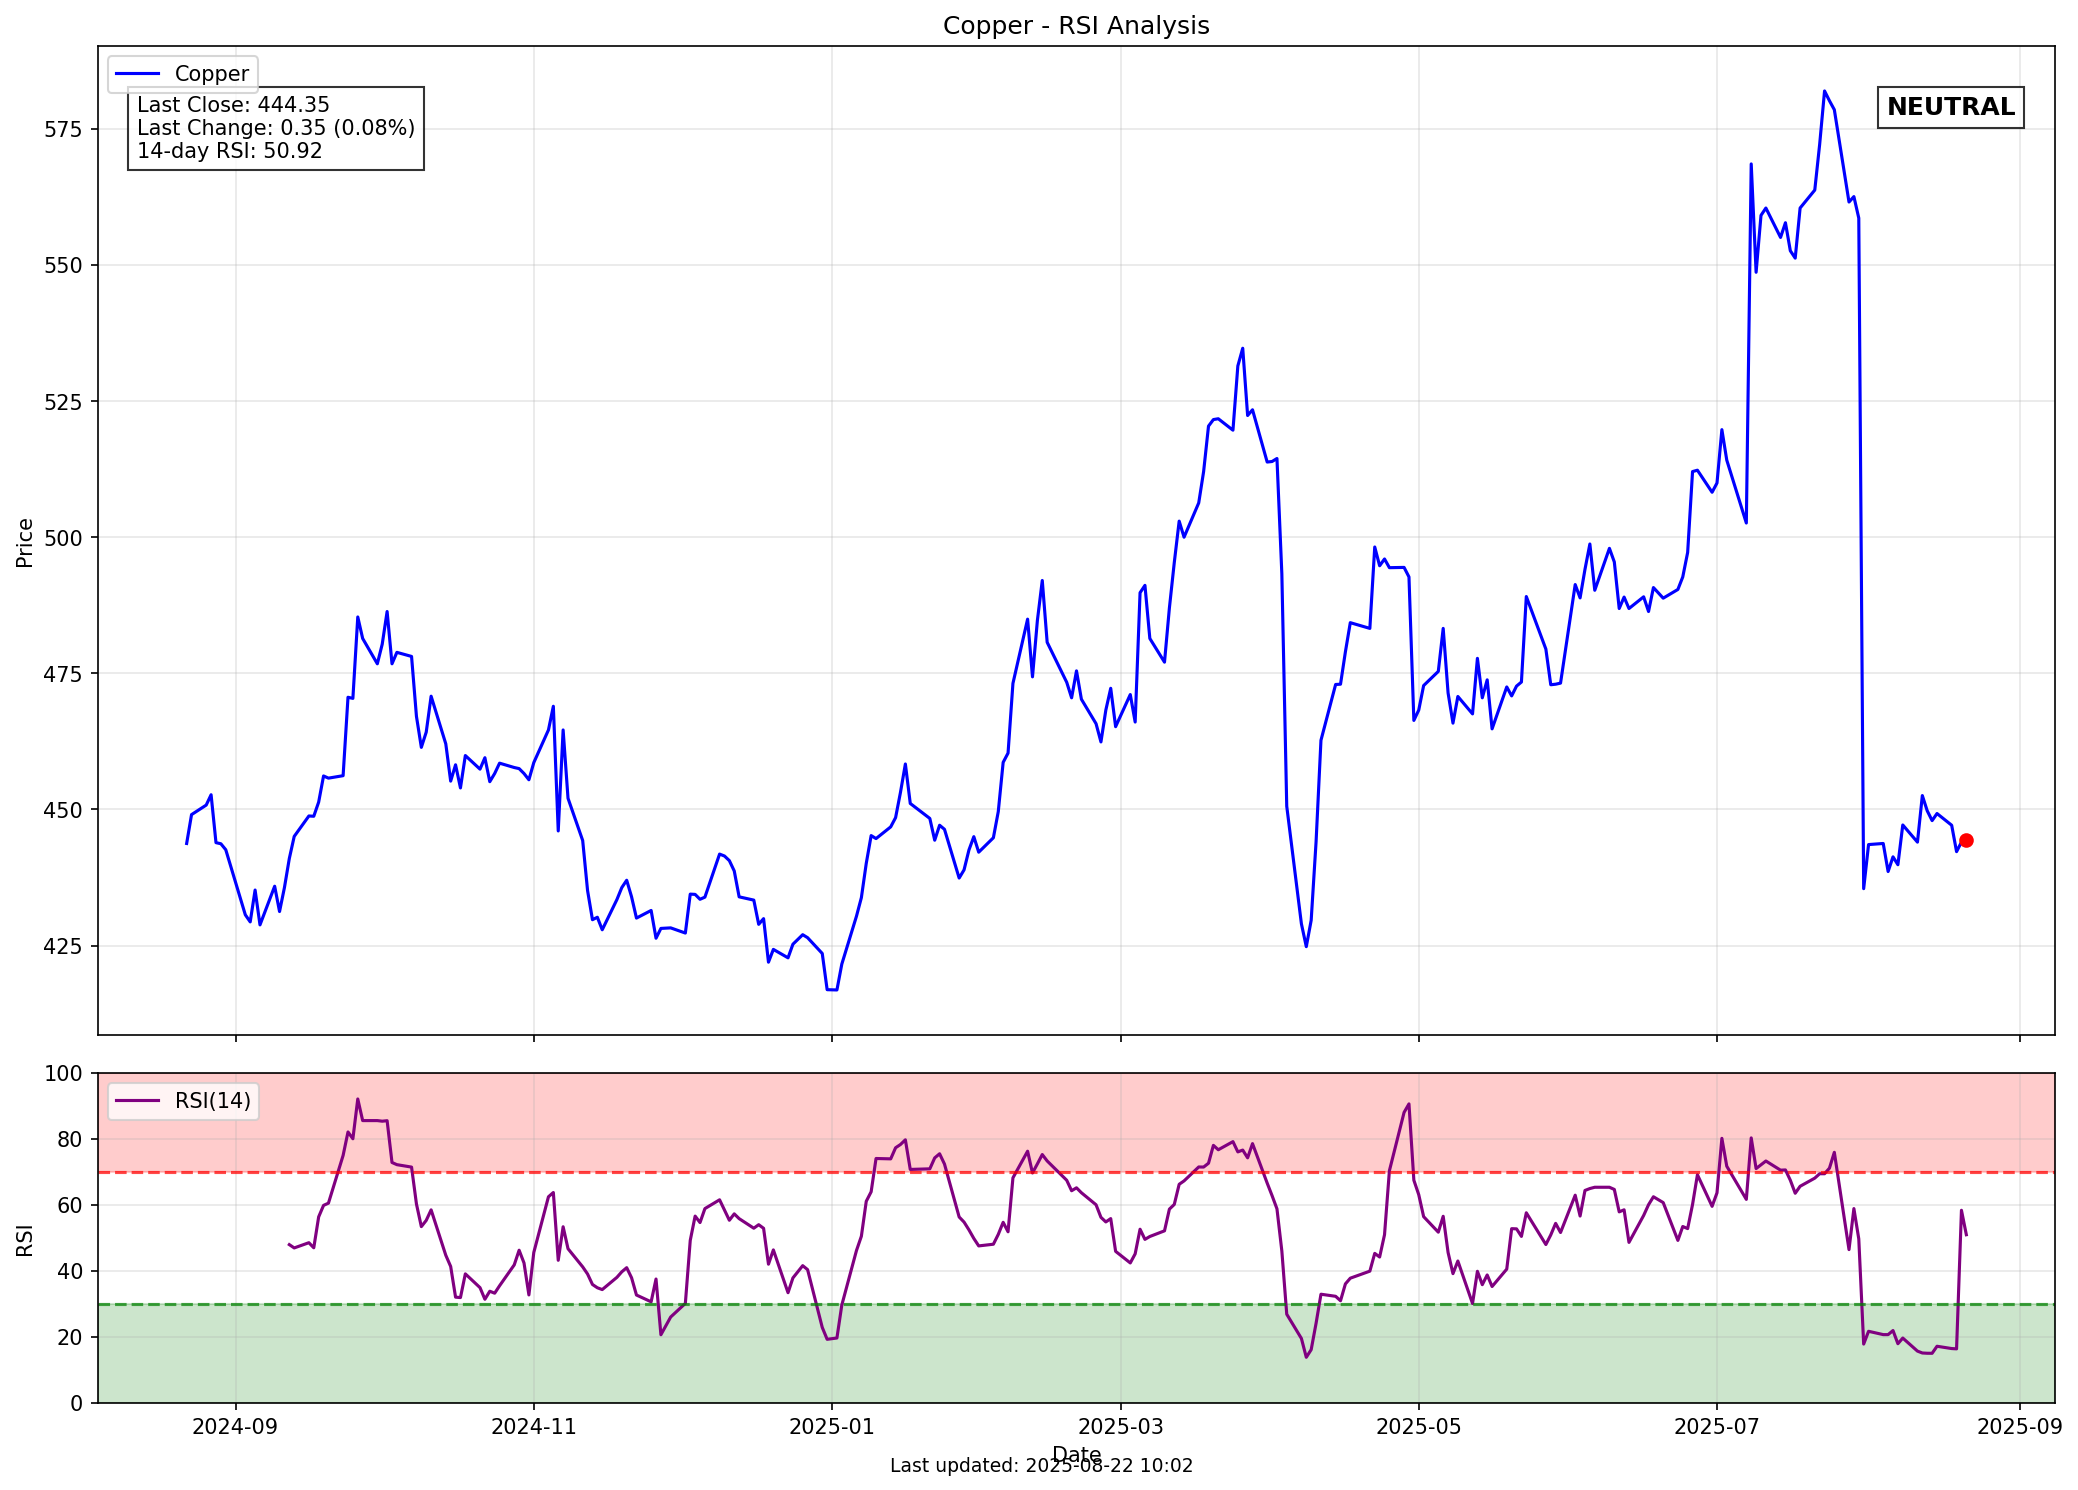 Copper - RSI Analysis
Copper
Last Close: 444.35
Last Change: 0.35 (0.08%)
14-day RSI: 50.92
NEUTRAL
575
550
525
500
475
450
425
Price
RSI(14)
100
80
60
40
20
0
RSI
2024-09
2024-11
2025-01
2025-03
2025-05
2025-07
2025-09
Date
Last updated: 2025-08-22 10:02